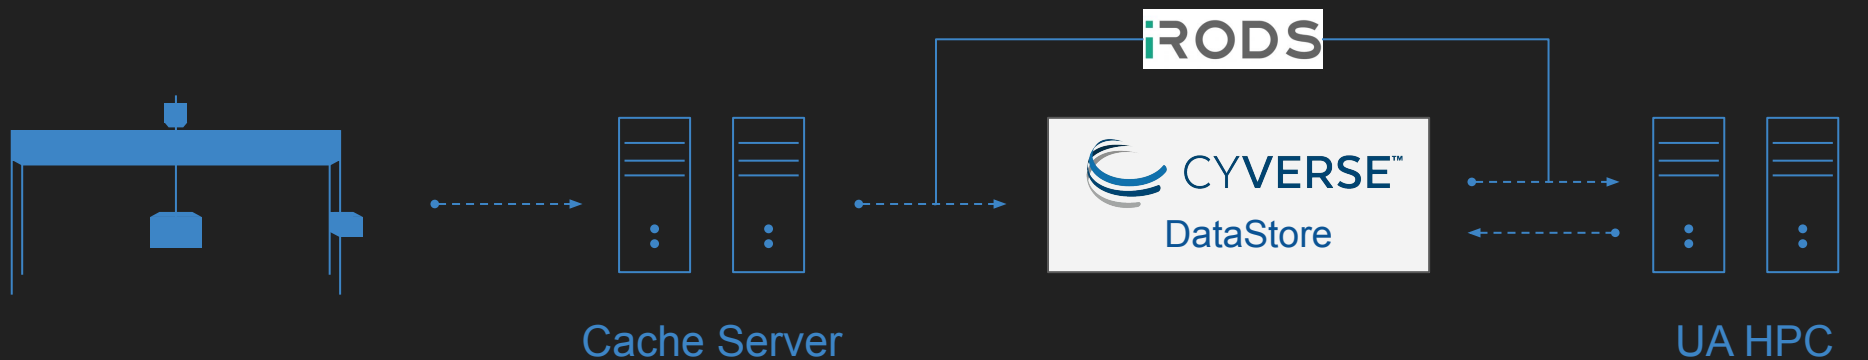 iRODS
CYVERSE™
DataStore
Cache Server
UA HPC